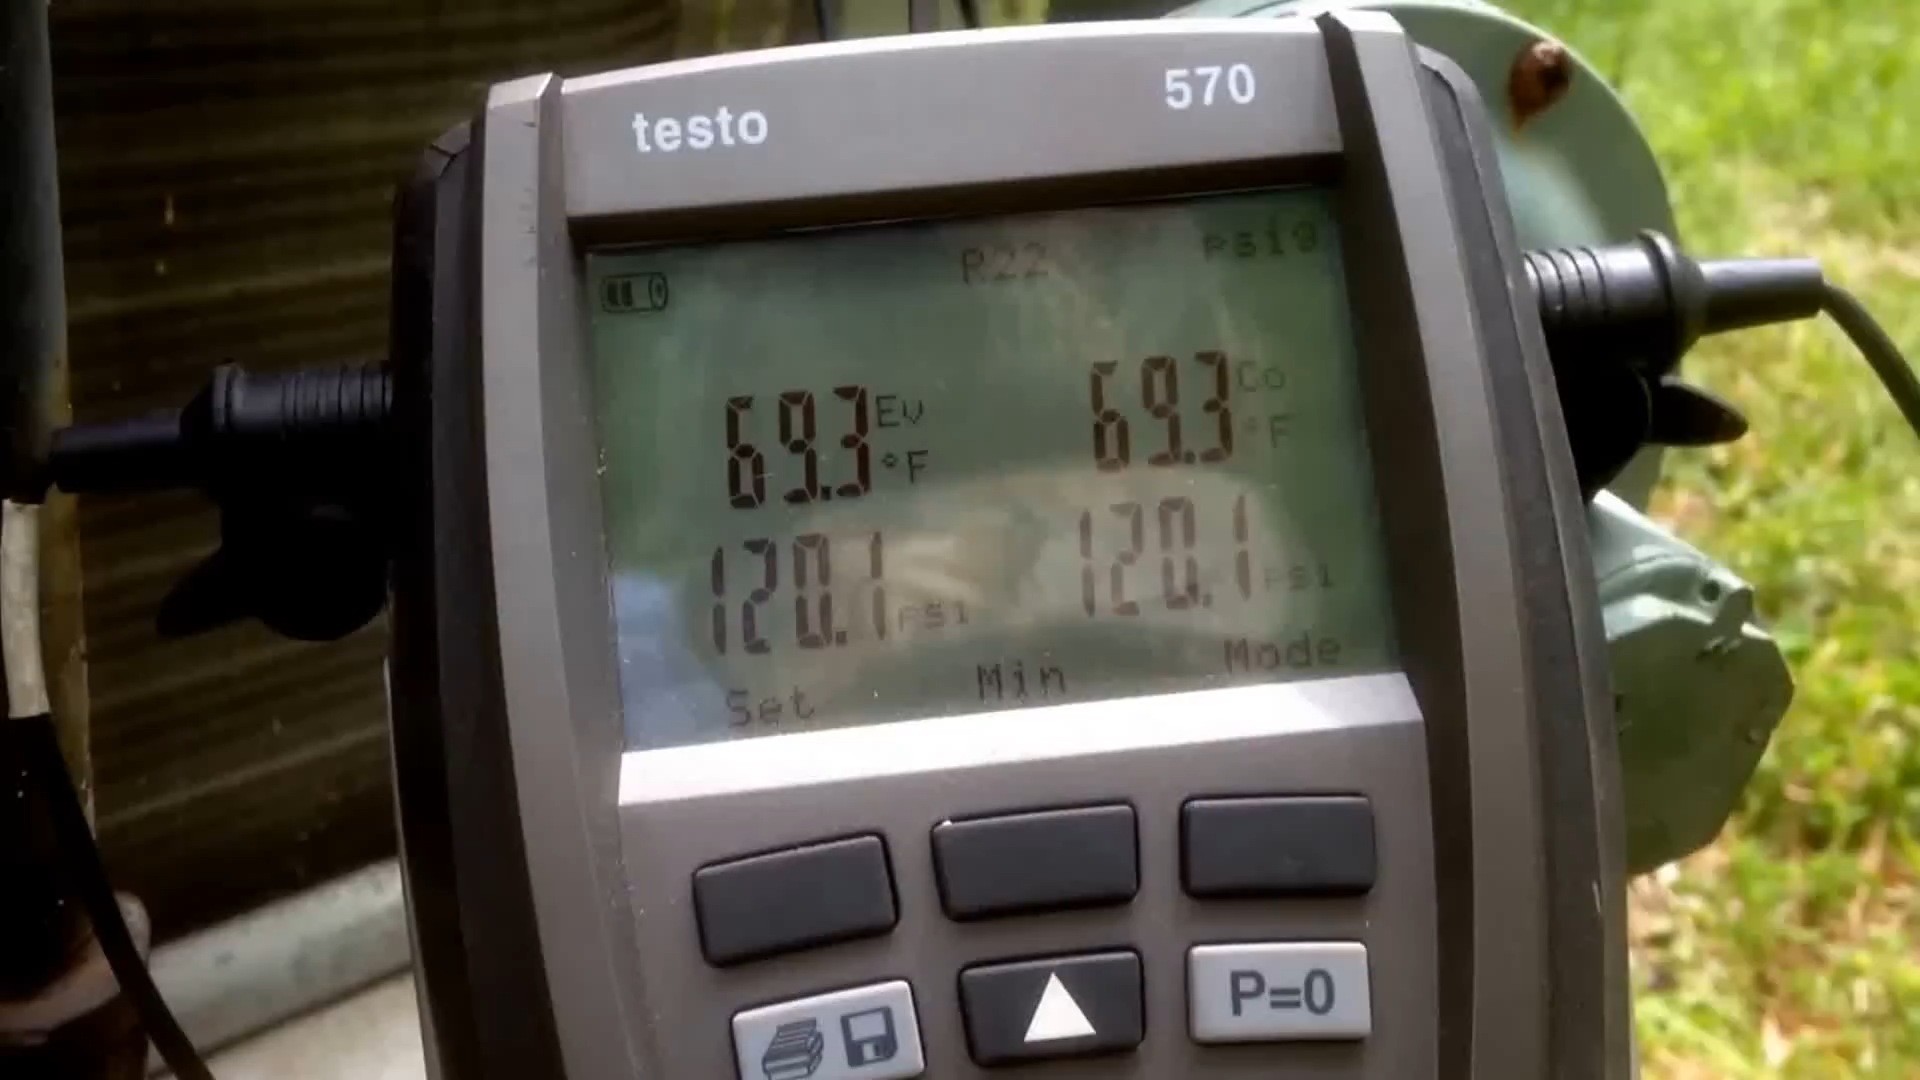 testo 570
R22 psig
69.3 Ev °F 69.3 Co °F
120.1 psi 120.1 psi
Set Min Mode
P=0